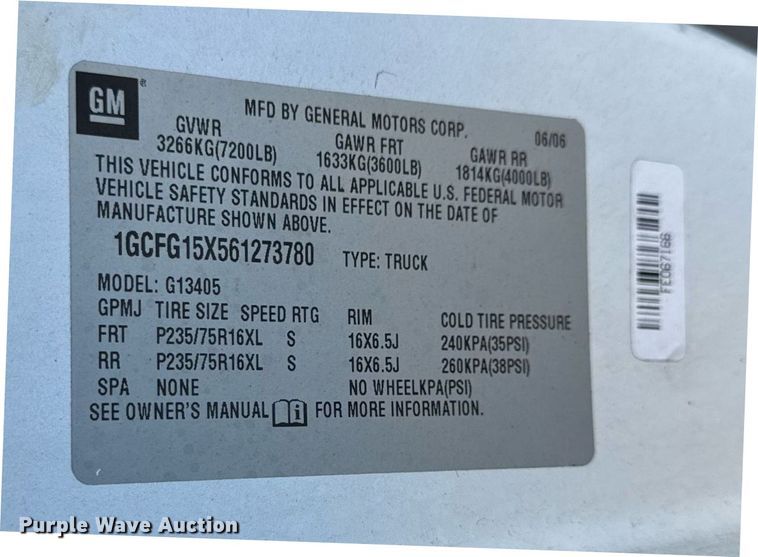 GM
®
MFD BY GENERAL MOTORS CORP. 06/06
GVWR GAWR FRT GAWR RR
3266KG(7200LB) 1633KG(3600LB) 1814KG(4000LB)
THIS VEHICLE CONFORMS TO ALL APPLICABLE U.S. FEDERAL MOTOR
VEHICLE SAFETY STANDARDS IN EFFECT ON THE DATE OF
MANUFACTURE SHOWN ABOVE.
1GCFG15X561273780 TYPE: TRUCK
MODEL: G13405
GPMJ TIRE SIZE SPEED RTG RIM COLD TIRE PRESSURE
FRT P235/75R16XL S 16X6.5J 240KPA(35PSI)
RR P235/75R16XL S 16X6.5J 260KPA(38PSI)
SPA NONE NO WHEELKPA(PSI)
SEE OWNER'S MANUAL i FOR MORE INFORMATION.
FE067166
Purple Wave Auction